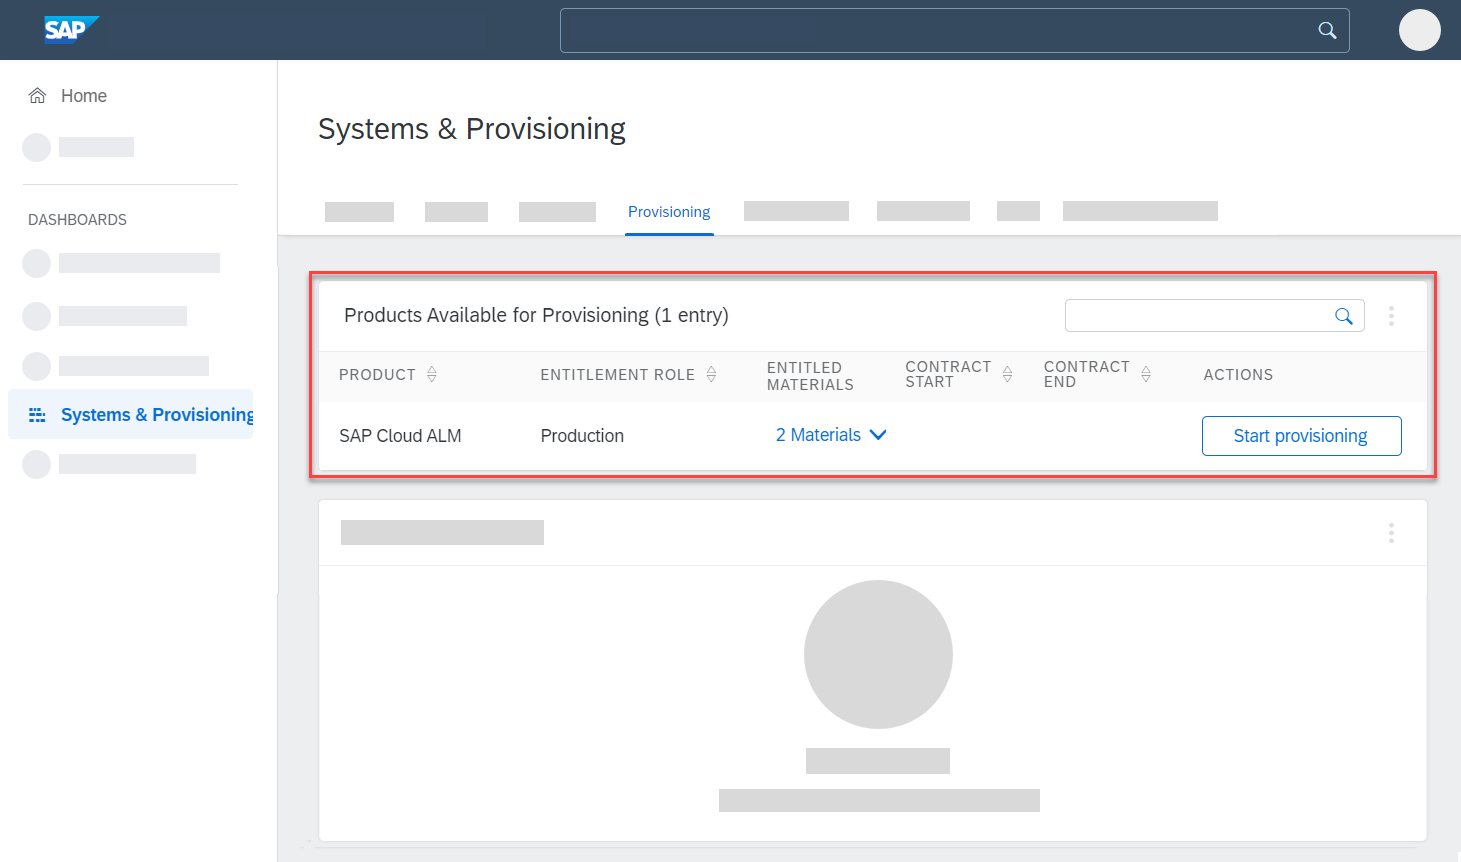 SAP
Home
DASHBOARDS
Systems & Provisioning
Systems & Provisioning
Provisioning
Products Available for Provisioning (1 entry)
PRODUCT ENTITLEMENT ROLE ENTITLED MATERIALS CONTRACT START CONTRACT END ACTIONS
SAP Cloud ALM Production 2 Materials Start provisioning